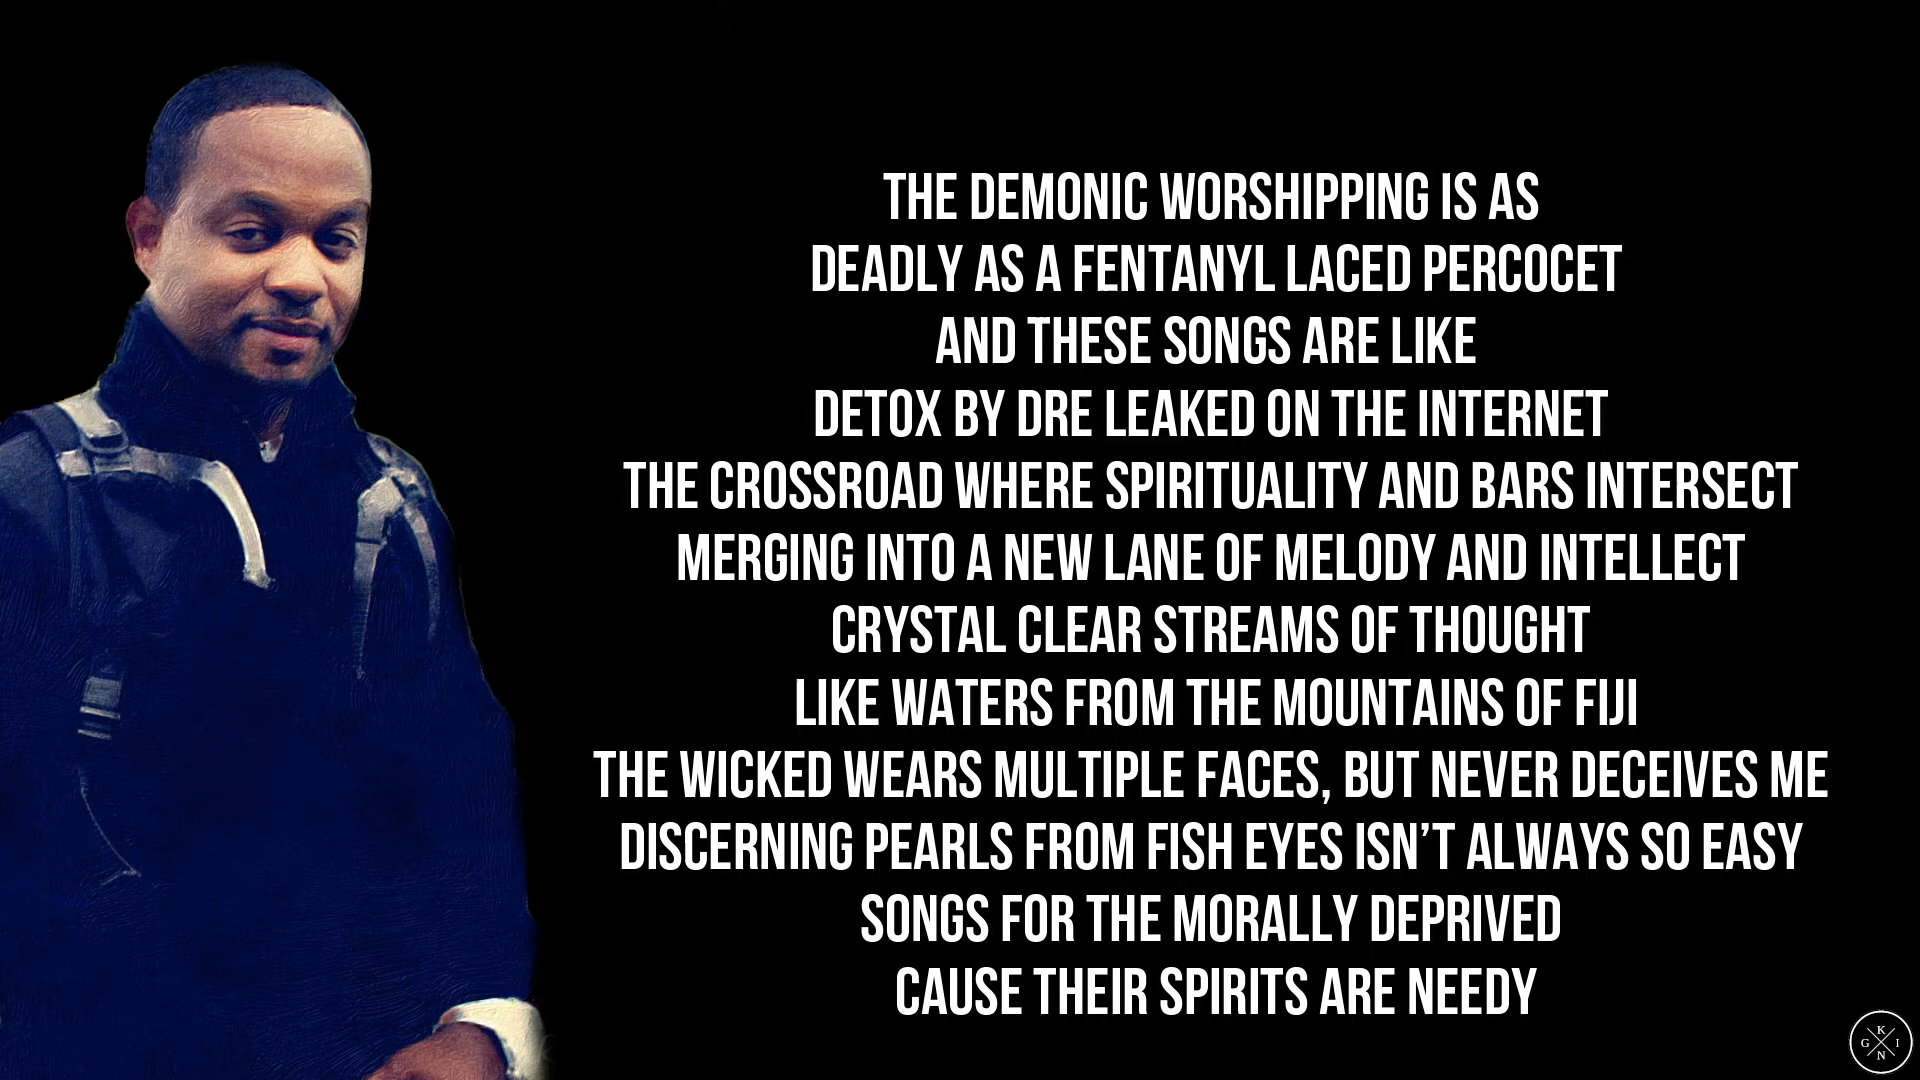 THE DEMONIC WORSHIPPING IS AS
DEADLY AS A FENTANYL LACED PERCOCET
AND THESE SONGS ARE LIKE
DETOX BY DRE LEAKED ON THE INTERNET
THE CROSSROAD WHERE SPIRITUALITY AND BARS INTERSECT
MERGING INTO A NEW LANE OF MELODY AND INTELLECT
CRYSTAL CLEAR STREAMS OF THOUGHT
LIKE WATERS FROM THE MOUNTAINS OF FIJI
THE WICKED WEARS MULTIPLE FACES, BUT NEVER DECEIVES ME
DISCERNING PEARLS FROM FISH EYES ISN’T ALWAYS SO EASY
SONGS FOR THE MORALLY DEPRIVED
CAUSE THEIR SPIRITS ARE NEEDY
K
G I
N